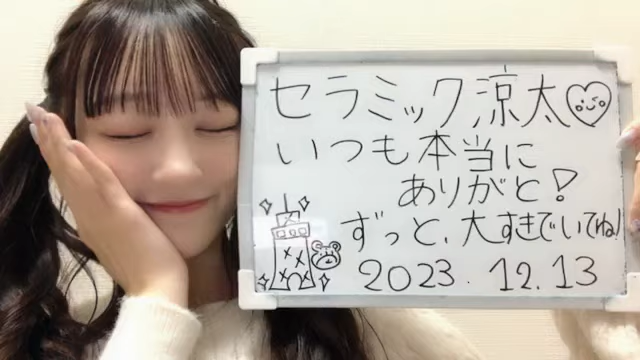 セラミック涼太
いつも本当に
ありがと!
ずっと、大すきでいてね!
2023.12.13